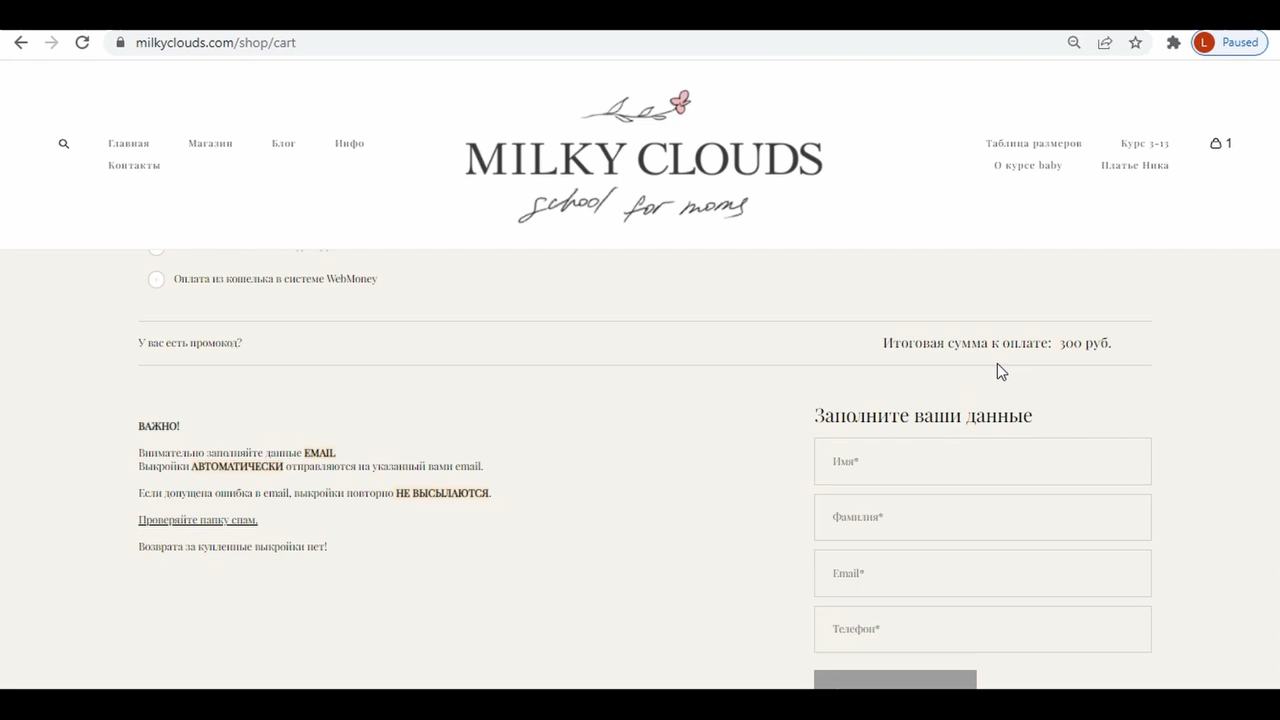 milkyclouds.com/shop/cart
L Paused
Главная Магазин Блог Инфо
Контакты
MILKY CLOUDS
school for moms
Таблица размеров Курс 3-13
О курсе baby Платье Ника
1
Оплата из кошелька в системе WebMoney
У вас есть промокод?
Итоговая сумма к оплате: 300 руб.
ВАЖНО!
Внимательно заполняйте данные EMAIL
Выкройки АВТОМАТИЧЕСКИ отправляются на указанный вами email.
Если допущена ошибка в email, выкройки повторно НЕ ВЫСЫЛАЮТСЯ.
Проверяйте папку спам.
Возврата за купленные выкройки нет!
Заполните ваши данные
Имя*
Фамилия*
Email*
Телефон*